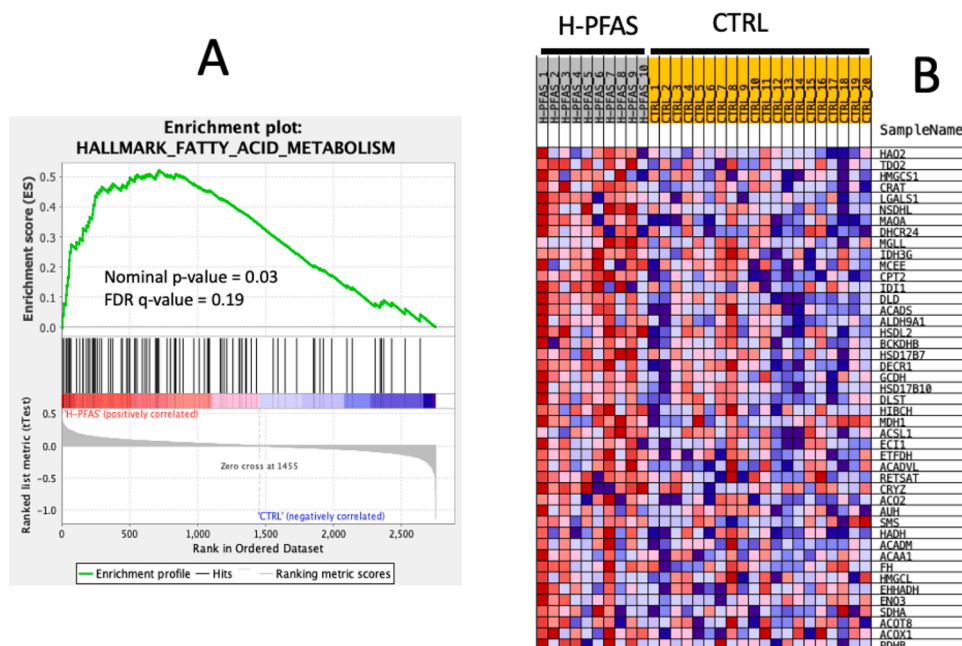 A
Enrichment plot:
HALLMARK_FATTY_ACID_METABOLISM
Enrichment score (ES)
0.5
0.4
0.3
0.2
0.1
0.0
Nominal p-value = 0.03
FDR q-value = 0.19
Ranked list metric (tTest)
0.5
0.0
-0.5
-1.0
'H-PFAS' (positively correlated)
Zero cross at 1455
'CTRL' (negatively correlated)
0 500 1,000 1,500 2,000 2,500
Rank in Ordered Dataset
Enrichment profile Hits Ranking metric scores
H-PFAS CTRL
B
H-PFAS_1
H-PFAS_2
H-PFAS_3
H-PFAS_4
H-PFAS_5
H-PFAS_6
H-PFAS_7
H-PFAS_8
H-PFAS_9
H-PFAS_10
CTRL_1
CTRL_2
CTRL_3
CTRL_4
CTRL_5
CTRL_6
CTRL_7
CTRL_8
CTRL_9
CTRL_10
CTRL_11
CTRL_12
CTRL_13
CTRL_14
CTRL_15
CTRL_16
CTRL_17
CTRL_18
CTRL_19
CTRL_20
SampleName
HAO2
TDO2
HMGCS1
CRAT
LGALS1
NSDHL
MAOA
DHCR24
MGLL
IDH3G
MCEE
CPT2
IDI1
DLD
ACADS
ALDH9A1
HSDL2
BCKDHB
HSD17B7
DECR1
GCDH
HSD17B10
DLST
HIBCH
MDH1
ACSL1
ECI1
ETFDH
ACADVL
RETSAT
CRYZ
ACO2
AUH
SMS
HADH
ACADM
ACAA1
FH
HMGCL
EHHADH
ENO3
SDHA
ACOT8
ACOX1
PDHB